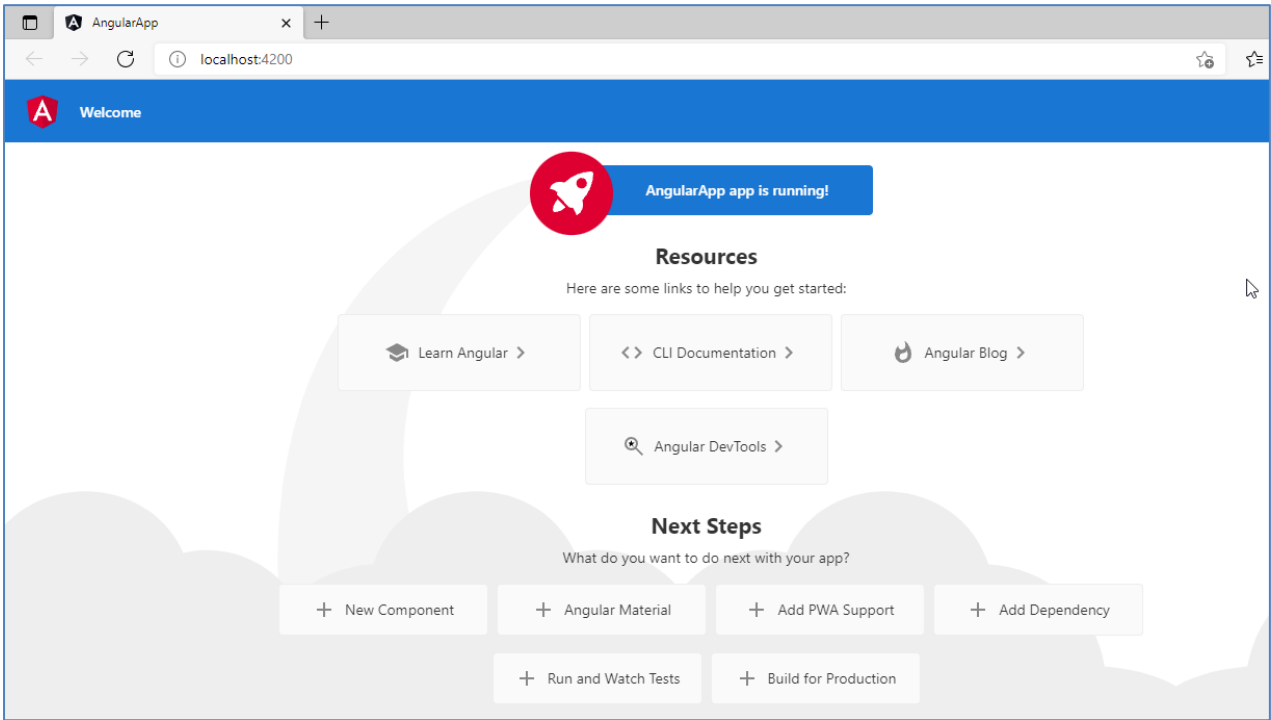 AngularApp
localhost:4200
Welcome
AngularApp app is running!
Resources
Here are some links to help you get started:
Learn Angular
CLI Documentation
Angular Blog
Angular DevTools
Next Steps
What do you want to do next with your app?
New Component
Angular Material
Add PWA Support
Add Dependency
Run and Watch Tests
Build for Production